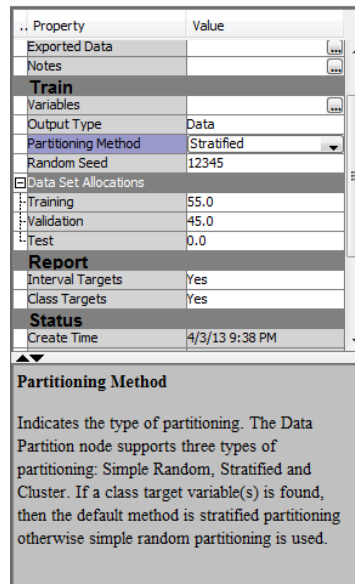 .. Property Value
Exported Data ...
Notes ...
Train
Variables ...
Output Type Data
Partitioning Method Stratified
Random Seed 12345
Data Set Allocations
Training 55.0
Validation 45.0
Test 0.0
Report
Interval Targets Yes
Class Targets Yes
Status
Create Time 4/3/13 9:38 PM
Partitioning Method
Indicates the type of partitioning. The Data
Partition node supports three types of
partitioning: Simple Random, Stratified and
Cluster. If a class target variable(s) is found,
then the default method is stratified partitioning
otherwise simple random partitioning is used.